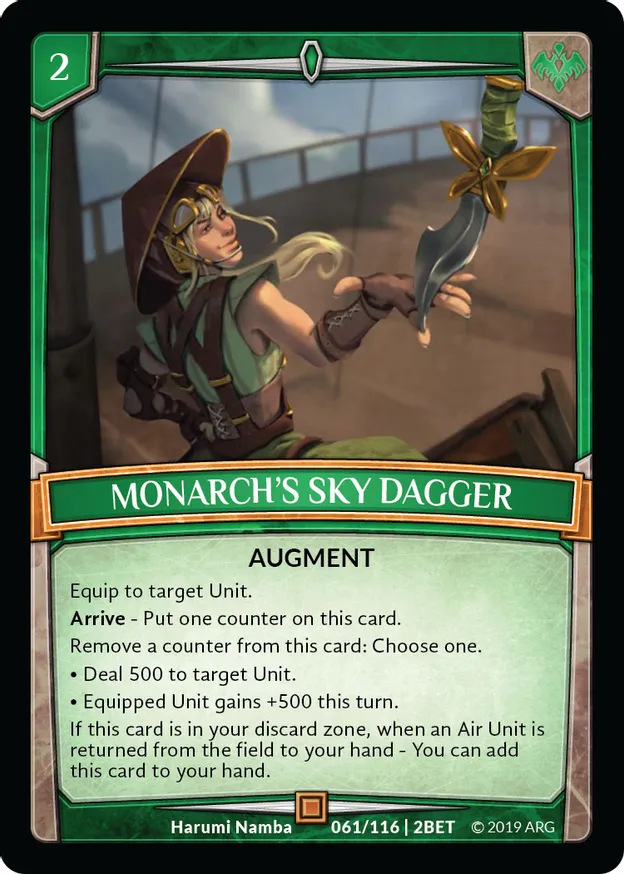 2
MONARCH'S SKY DAGGER
AUGMENT
Equip to target Unit.
Arrive - Put one counter on this card.
Remove a counter from this card: Choose one.
• Deal 500 to target Unit.
• Equipped Unit gains +500 this turn.
If this card is in your discard zone, when an Air Unit is
returned from the field to your hand - You can add
this card to your hand.
Harumi Namba 061/116 | 2BET © 2019 ARG